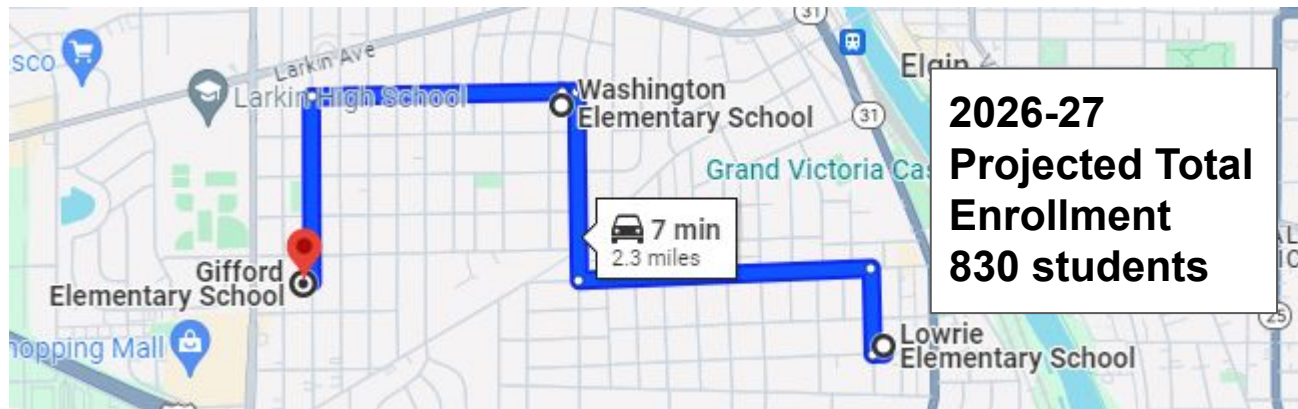 31
sco
Larkin Ave
Larkin High School
Washington
Elementary School
Elgin
31
Grand Victoria Cas
2026-27
Projected Total
Enrollment
830 students
7 min
2.3 miles
Gifford
Elementary School
hopping Mall
Lowrie
Elementary School
25